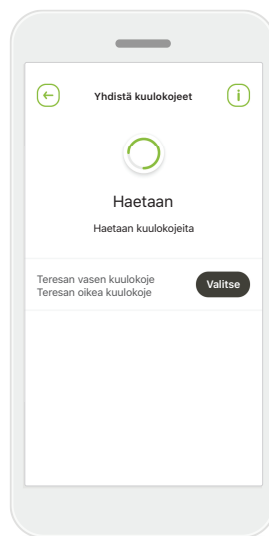 Yhdistä kuulokojeet
Haetaan
Haetaan kuulokojeita
Teresan vasen kuulokoje
Teresan oikea kuulokoje
Valitse